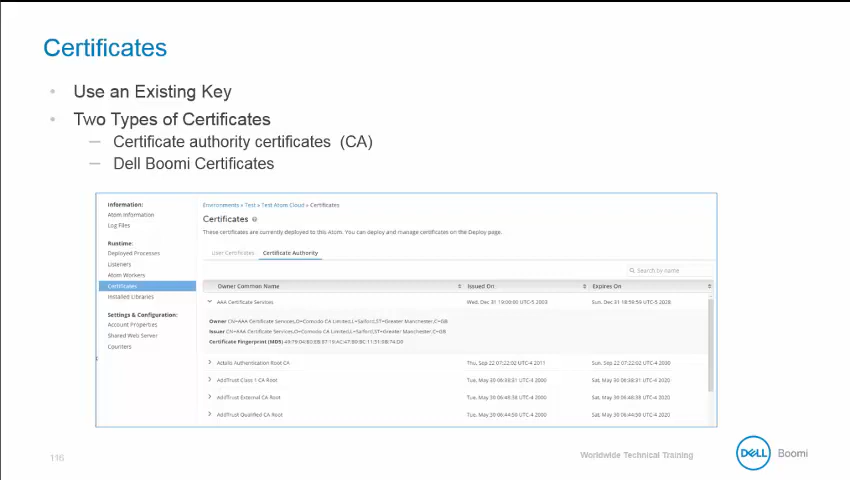 Certificates
• Use an Existing Key
• Two Types of Certificates
– Certificate authority certificates (CA)
– Dell Boomi Certificates
Information:
Atom Information
Log Files
Runtime:
Deployed Processes
Listeners
Atom Workers
Certificates
Installed Libraries
Settings & Configuration:
Account Properties
Shared Web Server
Counters
Environments » Test » Test Atom Cloud » Certificates
Certificates
These certificates are currently deployed to this Atom. You can deploy and manage certificates on the Deploy page.
User Certificates Certificate Authority
Search by name
Owner Common Name Issued On Expires On
AAA Certificate Services Wed, Dec 31 19:00:00 UTC-5 2003 Sun, Dec 31 18:59:59 UTC-5 2028
Owner CN=AAA Certificate Services,O=Comodo CA Limited,L=Salford,ST=Greater Manchester,C=GB
Issuer CN=AAA Certificate Services,O=Comodo CA Limited,L=Salford,ST=Greater Manchester,C=GB
Certificate Fingerprint (MD5)
Actalis Authentication Root CA Thu, Sep 22 07:22:02 UTC-4 2011 Sun, Sep 22 07:22:02 UTC-4 2030
AddTrust Class 1 CA Root Tue, May 30 06:38:31 UTC-4 2000 Sat, May 30 06:38:31 UTC-4 2020
AddTrust External CA Root Tue, May 30 06:48:38 UTC-4 2000 Sat, May 30 06:48:38 UTC-4 2020
AddTrust Qualified CA Root Tue, May 30 06:44:50 UTC-4 2000 Sat, May 30 06:44:50 UTC-4 2020
116
Worldwide Technical Training
DELL Boomi